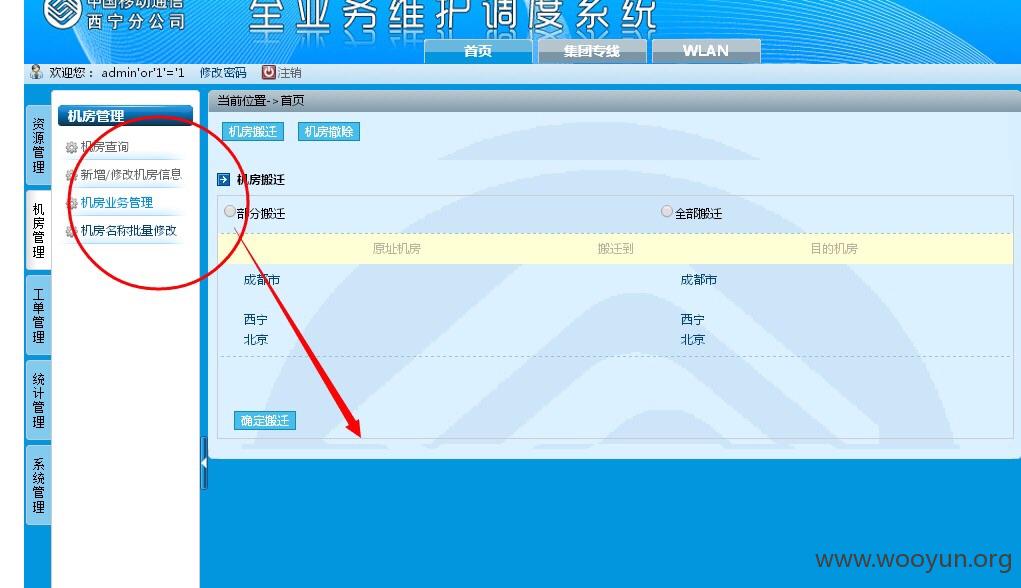 中国移动通信
西宁分公司
全业务维护调度系统
首页 集团专线 WLAN
欢迎您： admin'or'1'='1 修改密码 注销
资源管理
机房管理
工单管理
统计管理
系统管理
机房管理
机房查询
新增/修改机房信息
机房业务管理
机房名称批量修改
当前位置->首页
机房搬迁 机房撤除
机房搬迁
部分搬迁 全部搬迁
原址机房 搬迁到 目的机房
成都市 成都市
西宁 西宁
北京 北京
确定搬迁
www.wooyun.org